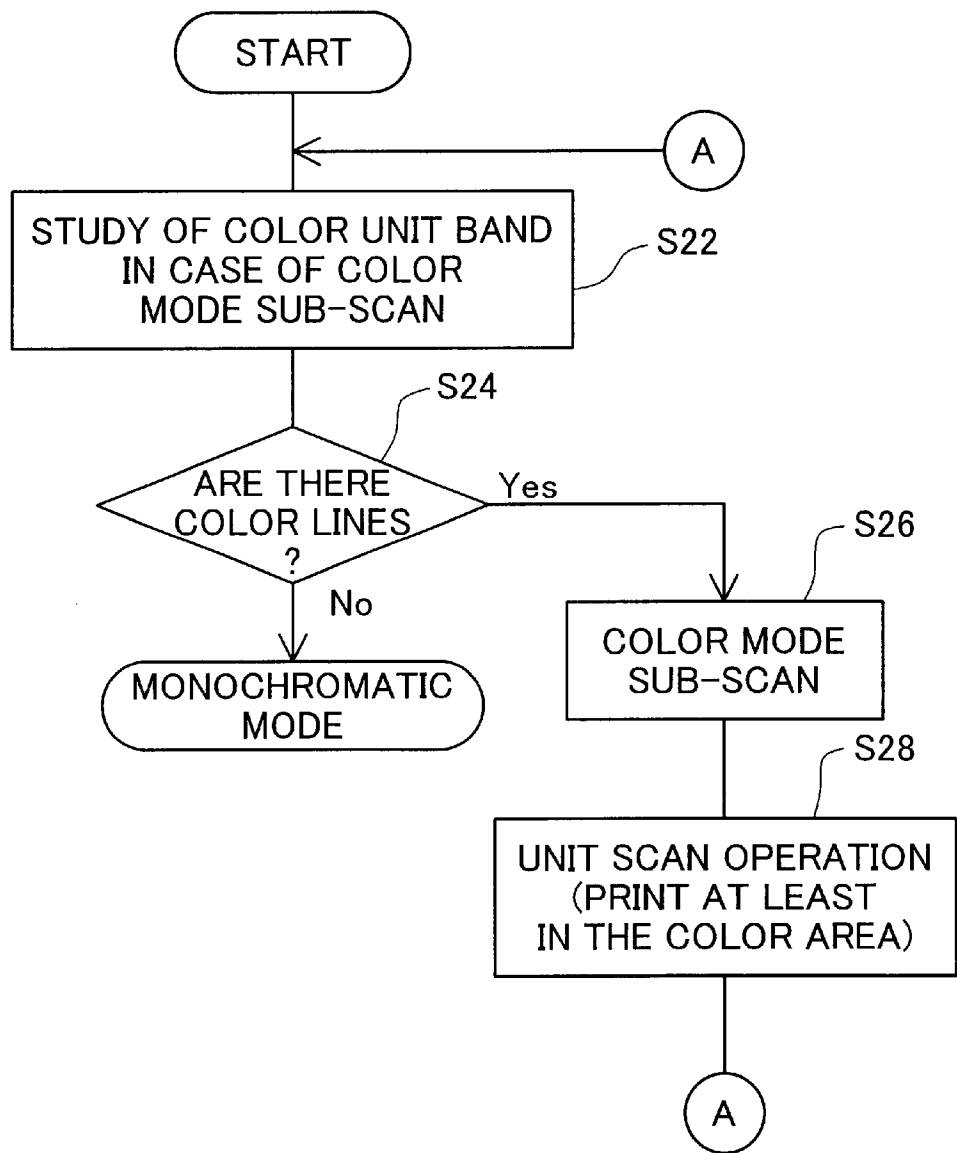 START
A
STUDY OF COLOR UNIT BAND
IN CASE OF COLOR
MODE SUB-SCAN
S22
S24
ARE THERE
COLOR LINES
?
Yes
No
S26
COLOR MODE
SUB-SCAN
MONOCHROMATIC
MODE
S28
UNIT SCAN OPERATION
(PRINT AT LEAST
IN THE COLOR AREA)
A